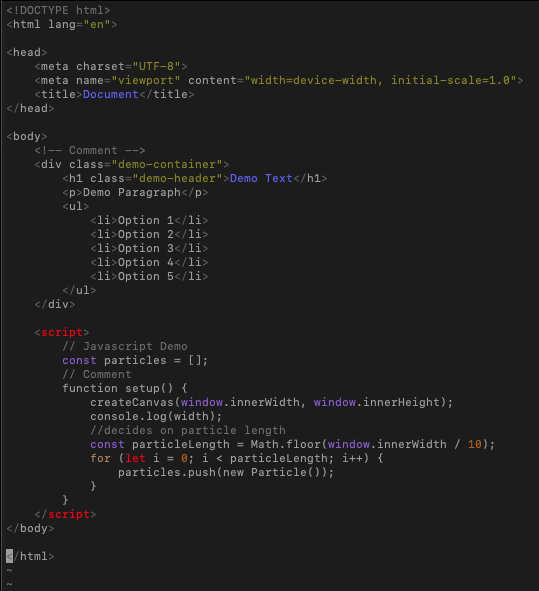 <!DOCTYPE html>
<html lang="en">

<head>
    <meta charset="UTF-8">
    <meta name="viewport" content="width=device-width, initial-scale=1.0">
    <title>Document</title>
</head>

<body>
    <!-- Comment -->
    <div class="demo-container">
        <h1 class="demo-header">Demo Text</h1>
        <p>Demo Paragraph</p>
        <ul>
            <li>Option 1</li>
            <li>Option 2</li>
            <li>Option 3</li>
            <li>Option 4</li>
            <li>Option 5</li>
        </ul>
    </div>

    <script>
        // Javascript Demo
        const particles = [];
        // Comment
        function setup() {
            createCanvas(window.innerWidth, window.innerHeight);
            console.log(width);
            //decides on particle length
            const particleLength = Math.floor(window.innerWidth / 10);
            for (let i = 0; i < particleLength; i++) {
                particles.push(new Particle());
            }
        }
    </script>
</body>

</html>
~
~